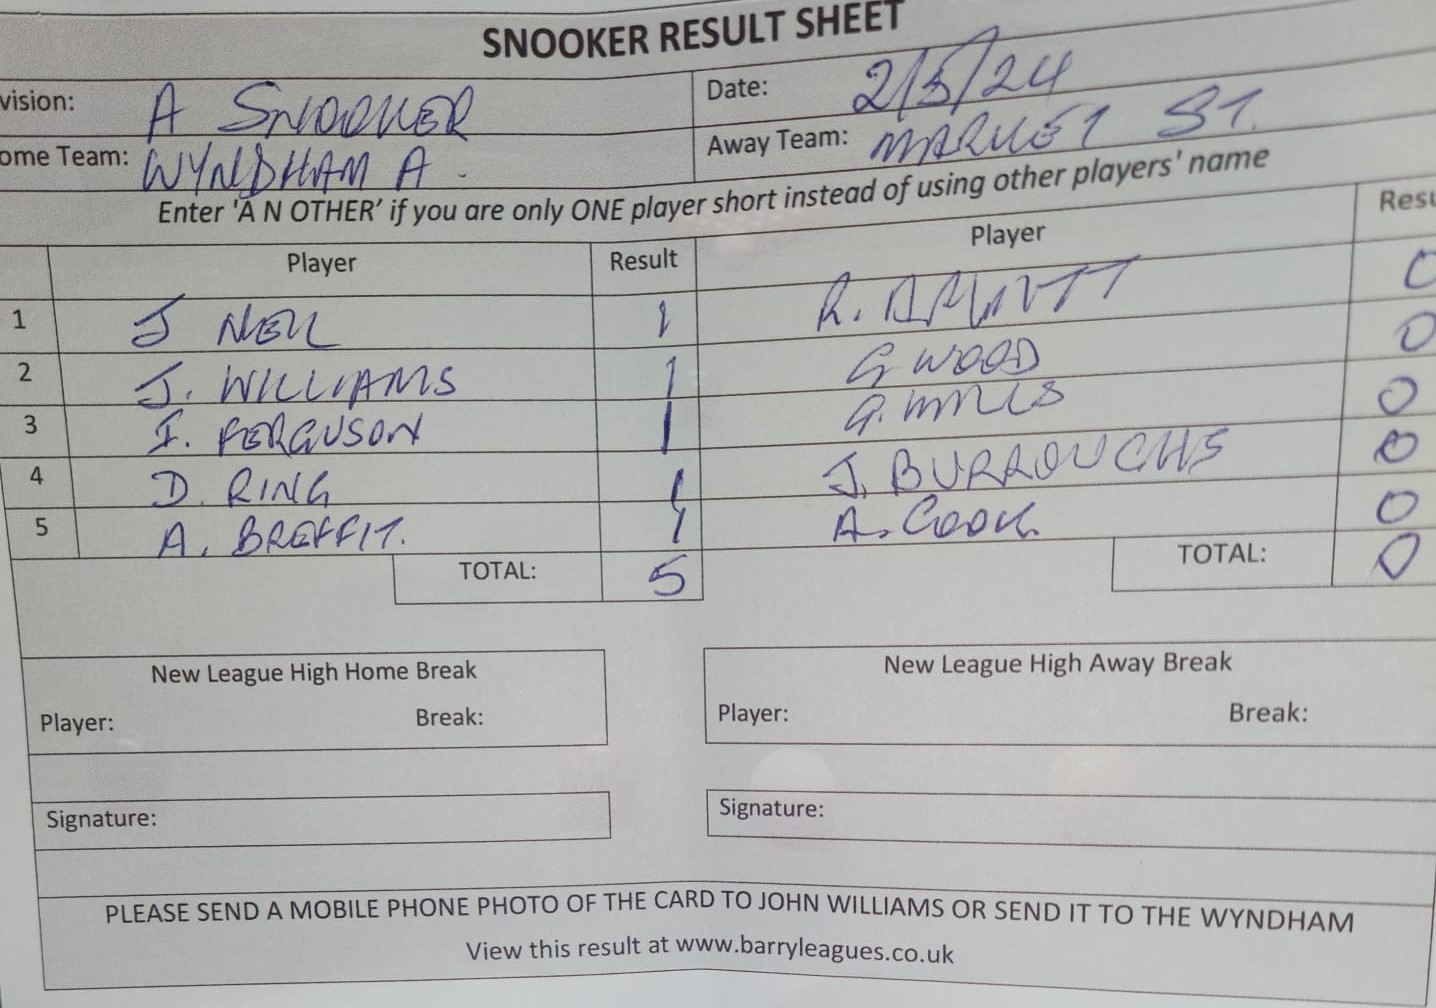 SNOOKER RESULT SHEET
vision: A SNOOKER Date: 2/5/24
ome Team: WYNDHAM A. Away Team: MARKET ST.
Enter 'A N OTHER' if you are only ONE player short instead of using other players' name
Player Result Player Resu
1 J NEIL 1 R. 0
2 J. WILLIAMS 1 G WOOD 0
3 I. FERGUSON 1 G. 0
4 D. RING 1 J. BURROUGHS 0
5 A. BREFFIT. 1 A. COOK 0
TOTAL: 5 TOTAL: 0
New League High Home Break New League High Away Break
Player: Break: Player: Break:
Signature: Signature:
PLEASE SEND A MOBILE PHONE PHOTO OF THE CARD TO JOHN WILLIAMS OR SEND IT TO THE WYNDHAM
View this result at www.barryleagues.co.uk